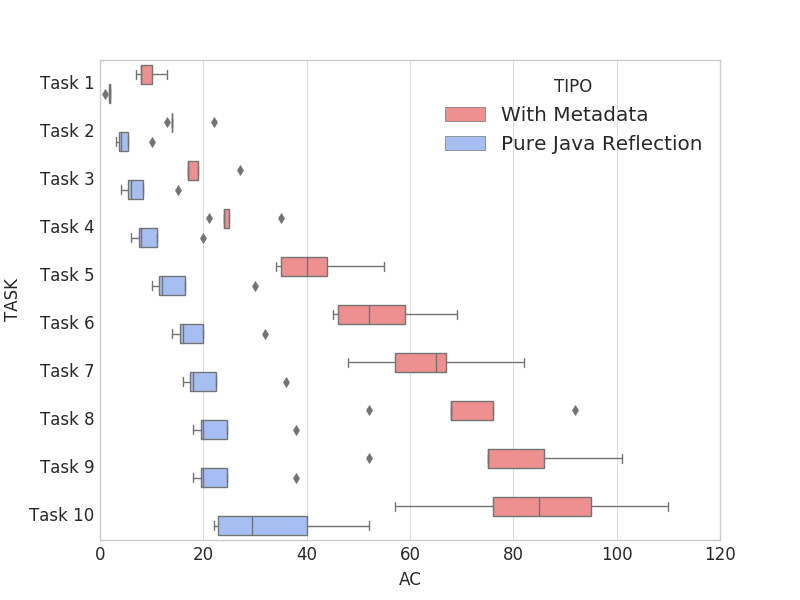 TIPO
With Metadata
Pure Java Reflection
Task 1
Task 2
Task 3
Task 4
Task 5
Task 6
Task 7
Task 8
Task 9
Task 10
TASK
0 20 40 60 80 100 120
AC